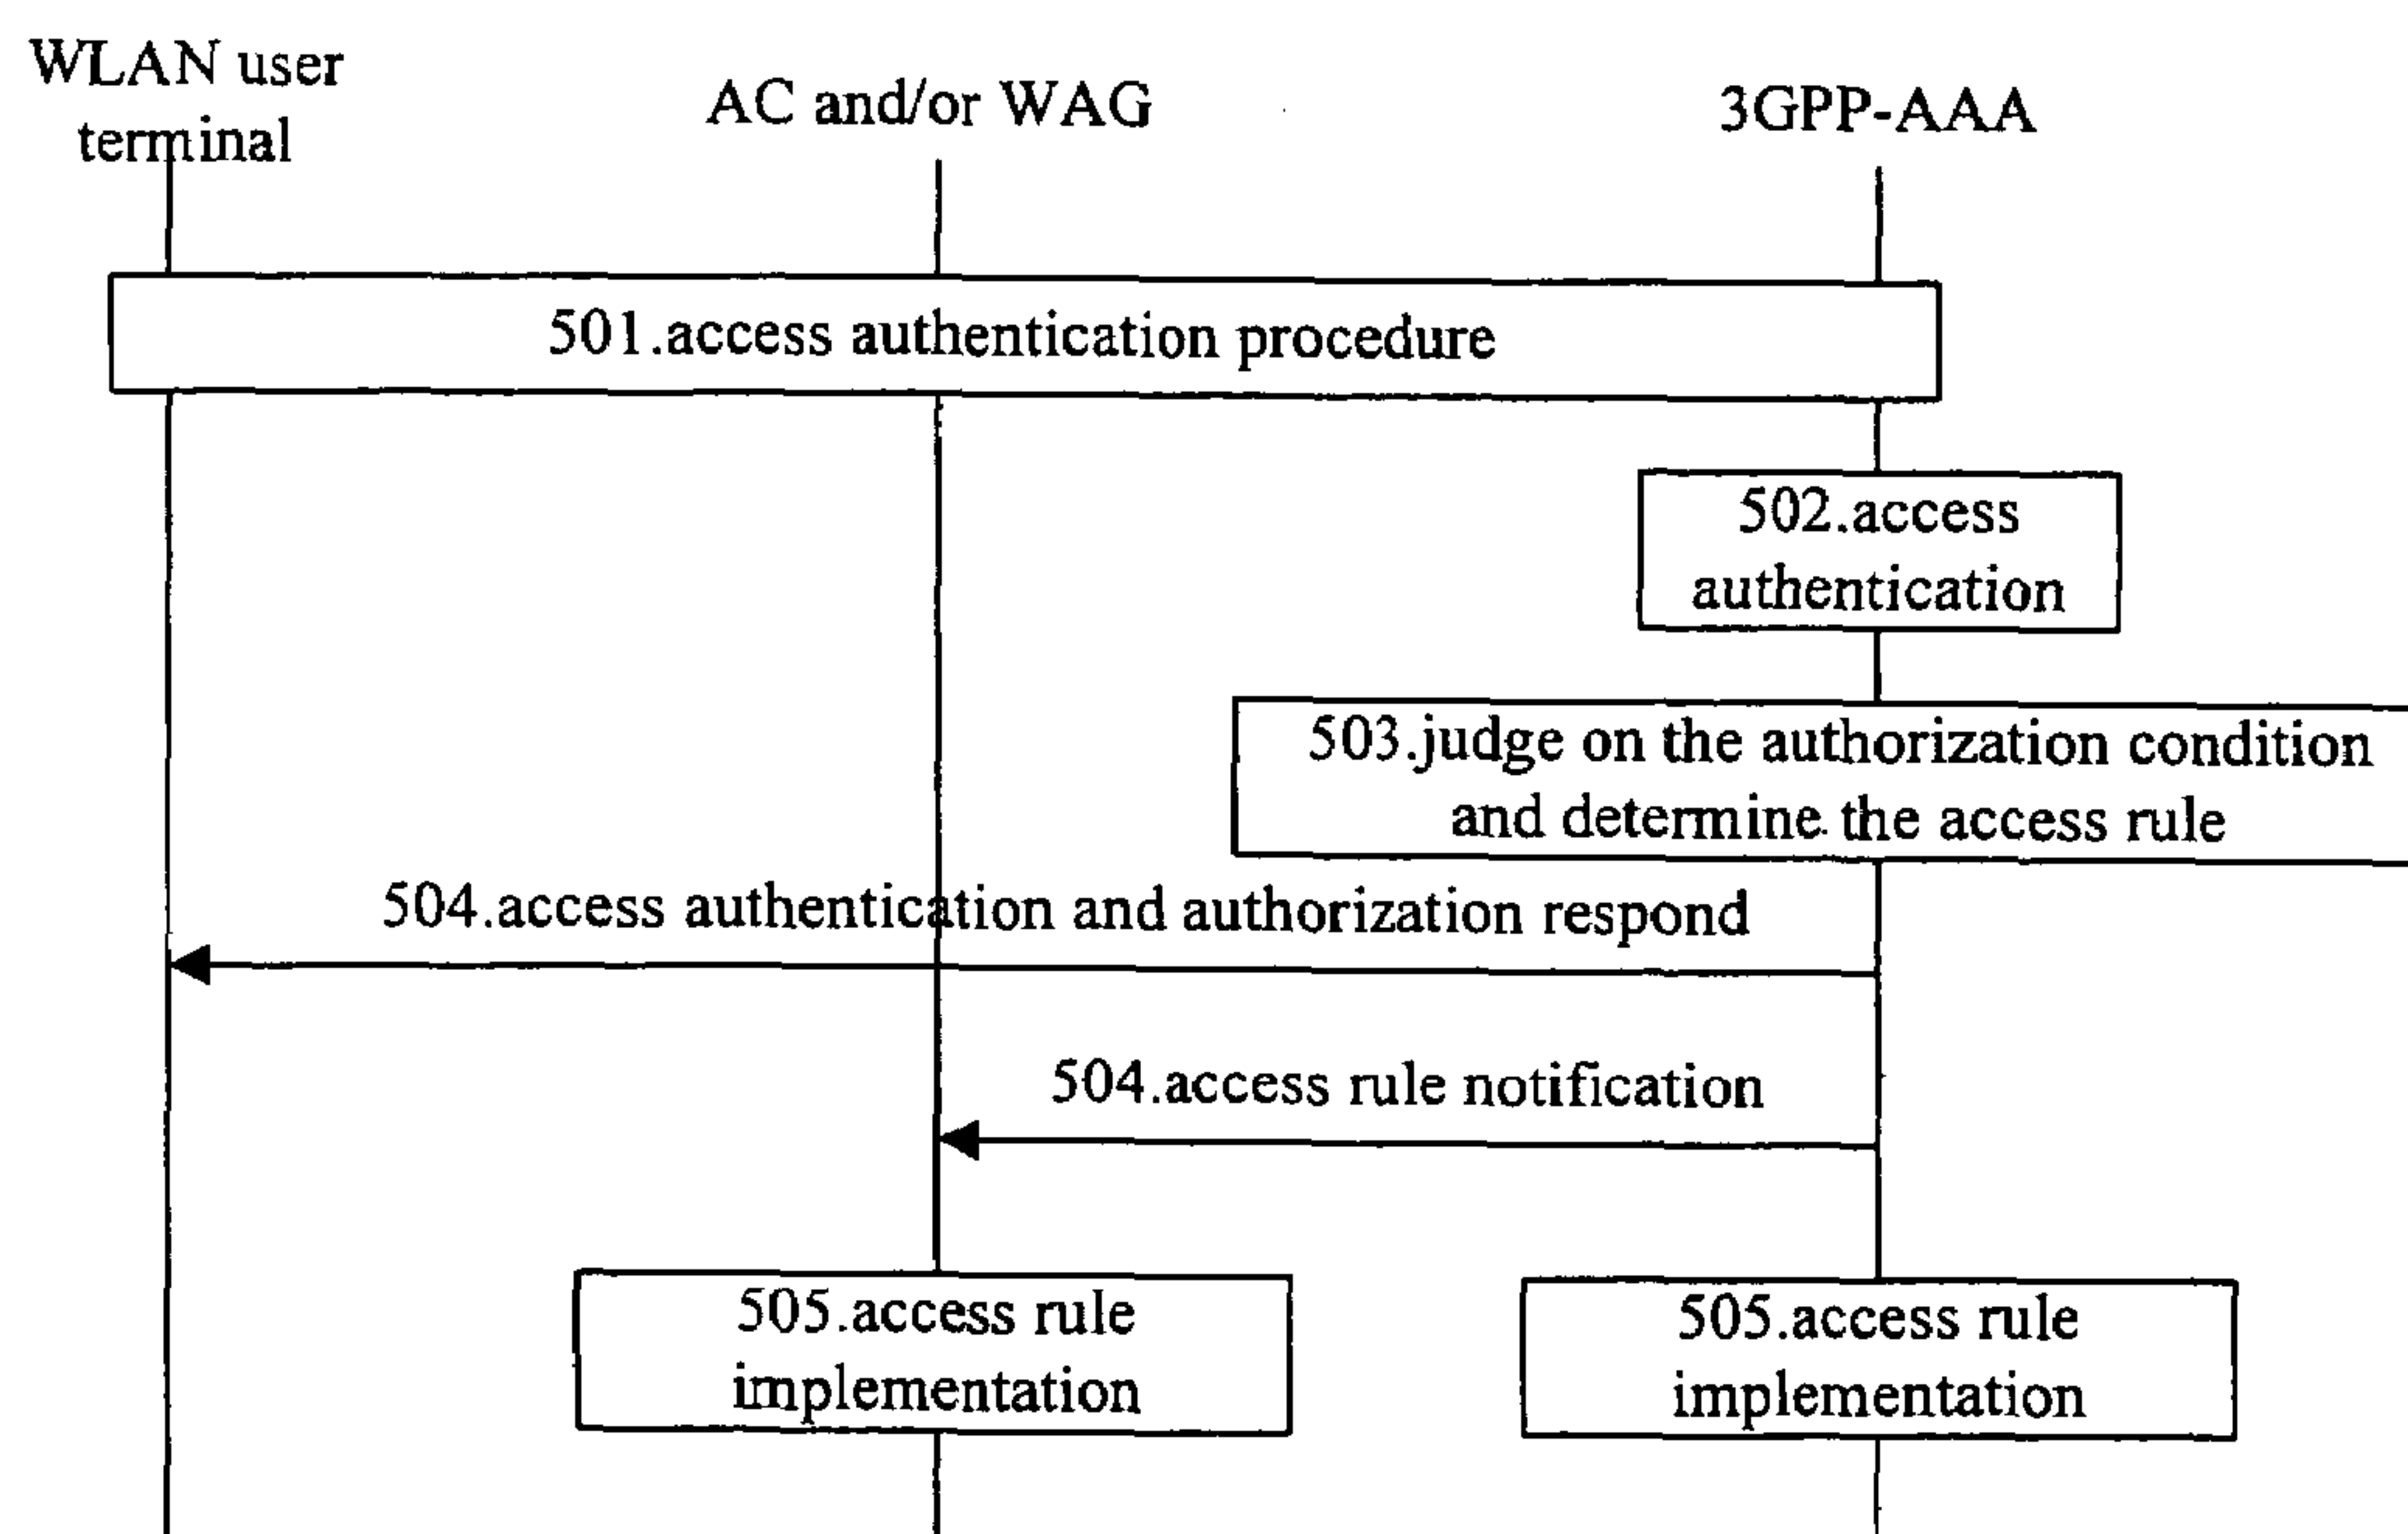 WLAN user
terminal
AC and/or WAG
3GPP-AAA
501.access authentication procedure
502.access
authentication
503.judge on the authorization condition
and determine the access rule
504.access authentication and authorization respond
504.access rule notification
505.access rule
implementation
505.access rule
implementation